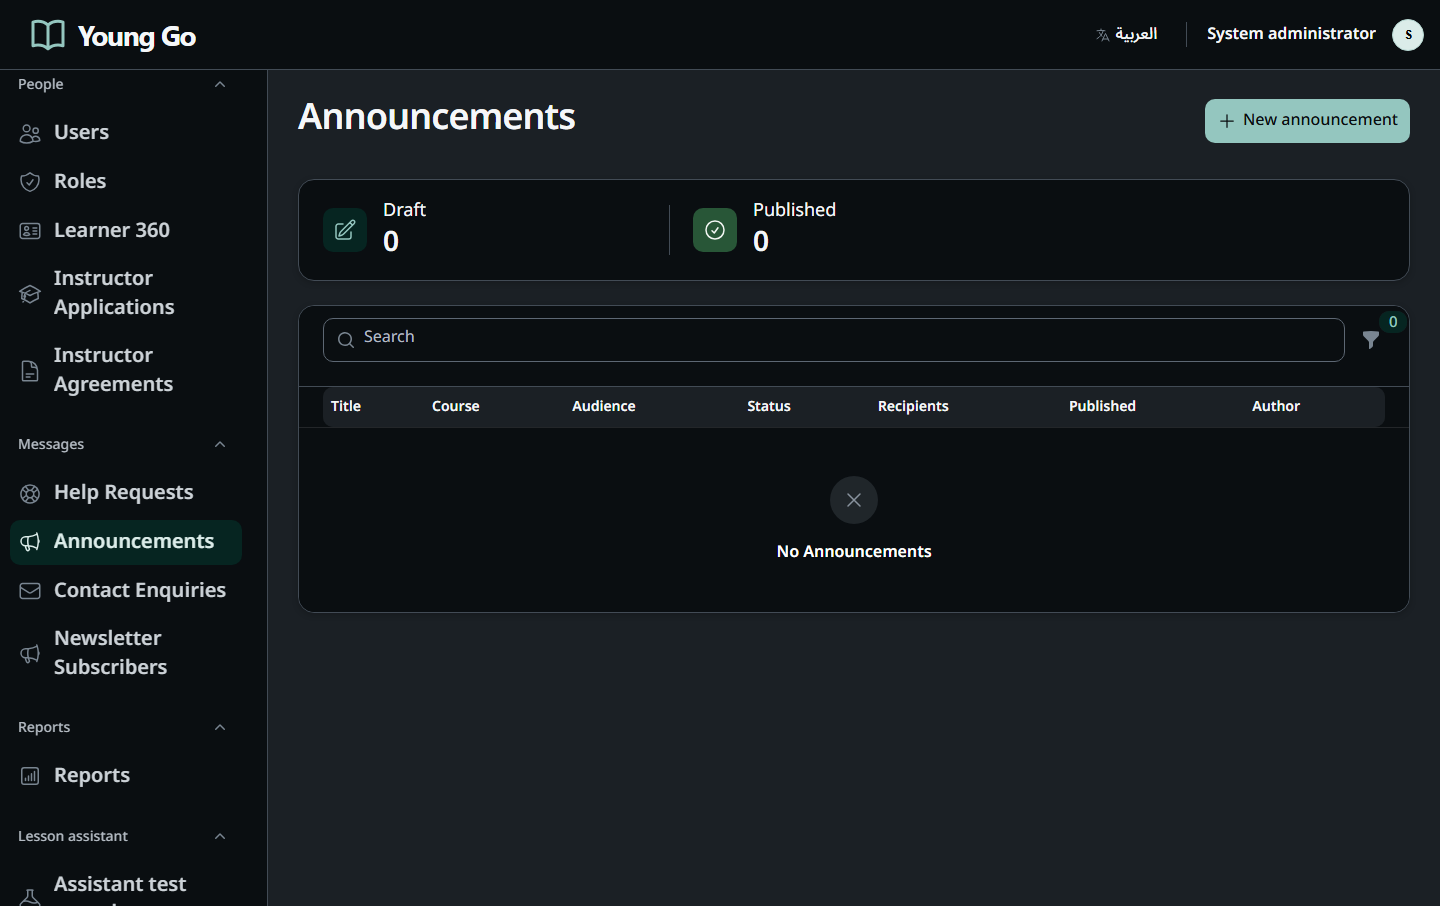 Young Go
العربية
System administrator
S
People
Users
Roles
Learner 360
Instructor
Applications
Instructor
Agreements
Messages
Help Requests
Announcements
Contact Enquiries
Newsletter
Subscribers
Reports
Reports
Lesson assistant
Assistant test
Announcements
New announcement
Draft
0
Published
0
Search
0
Title Course Audience Status Recipients Published Author
No Announcements